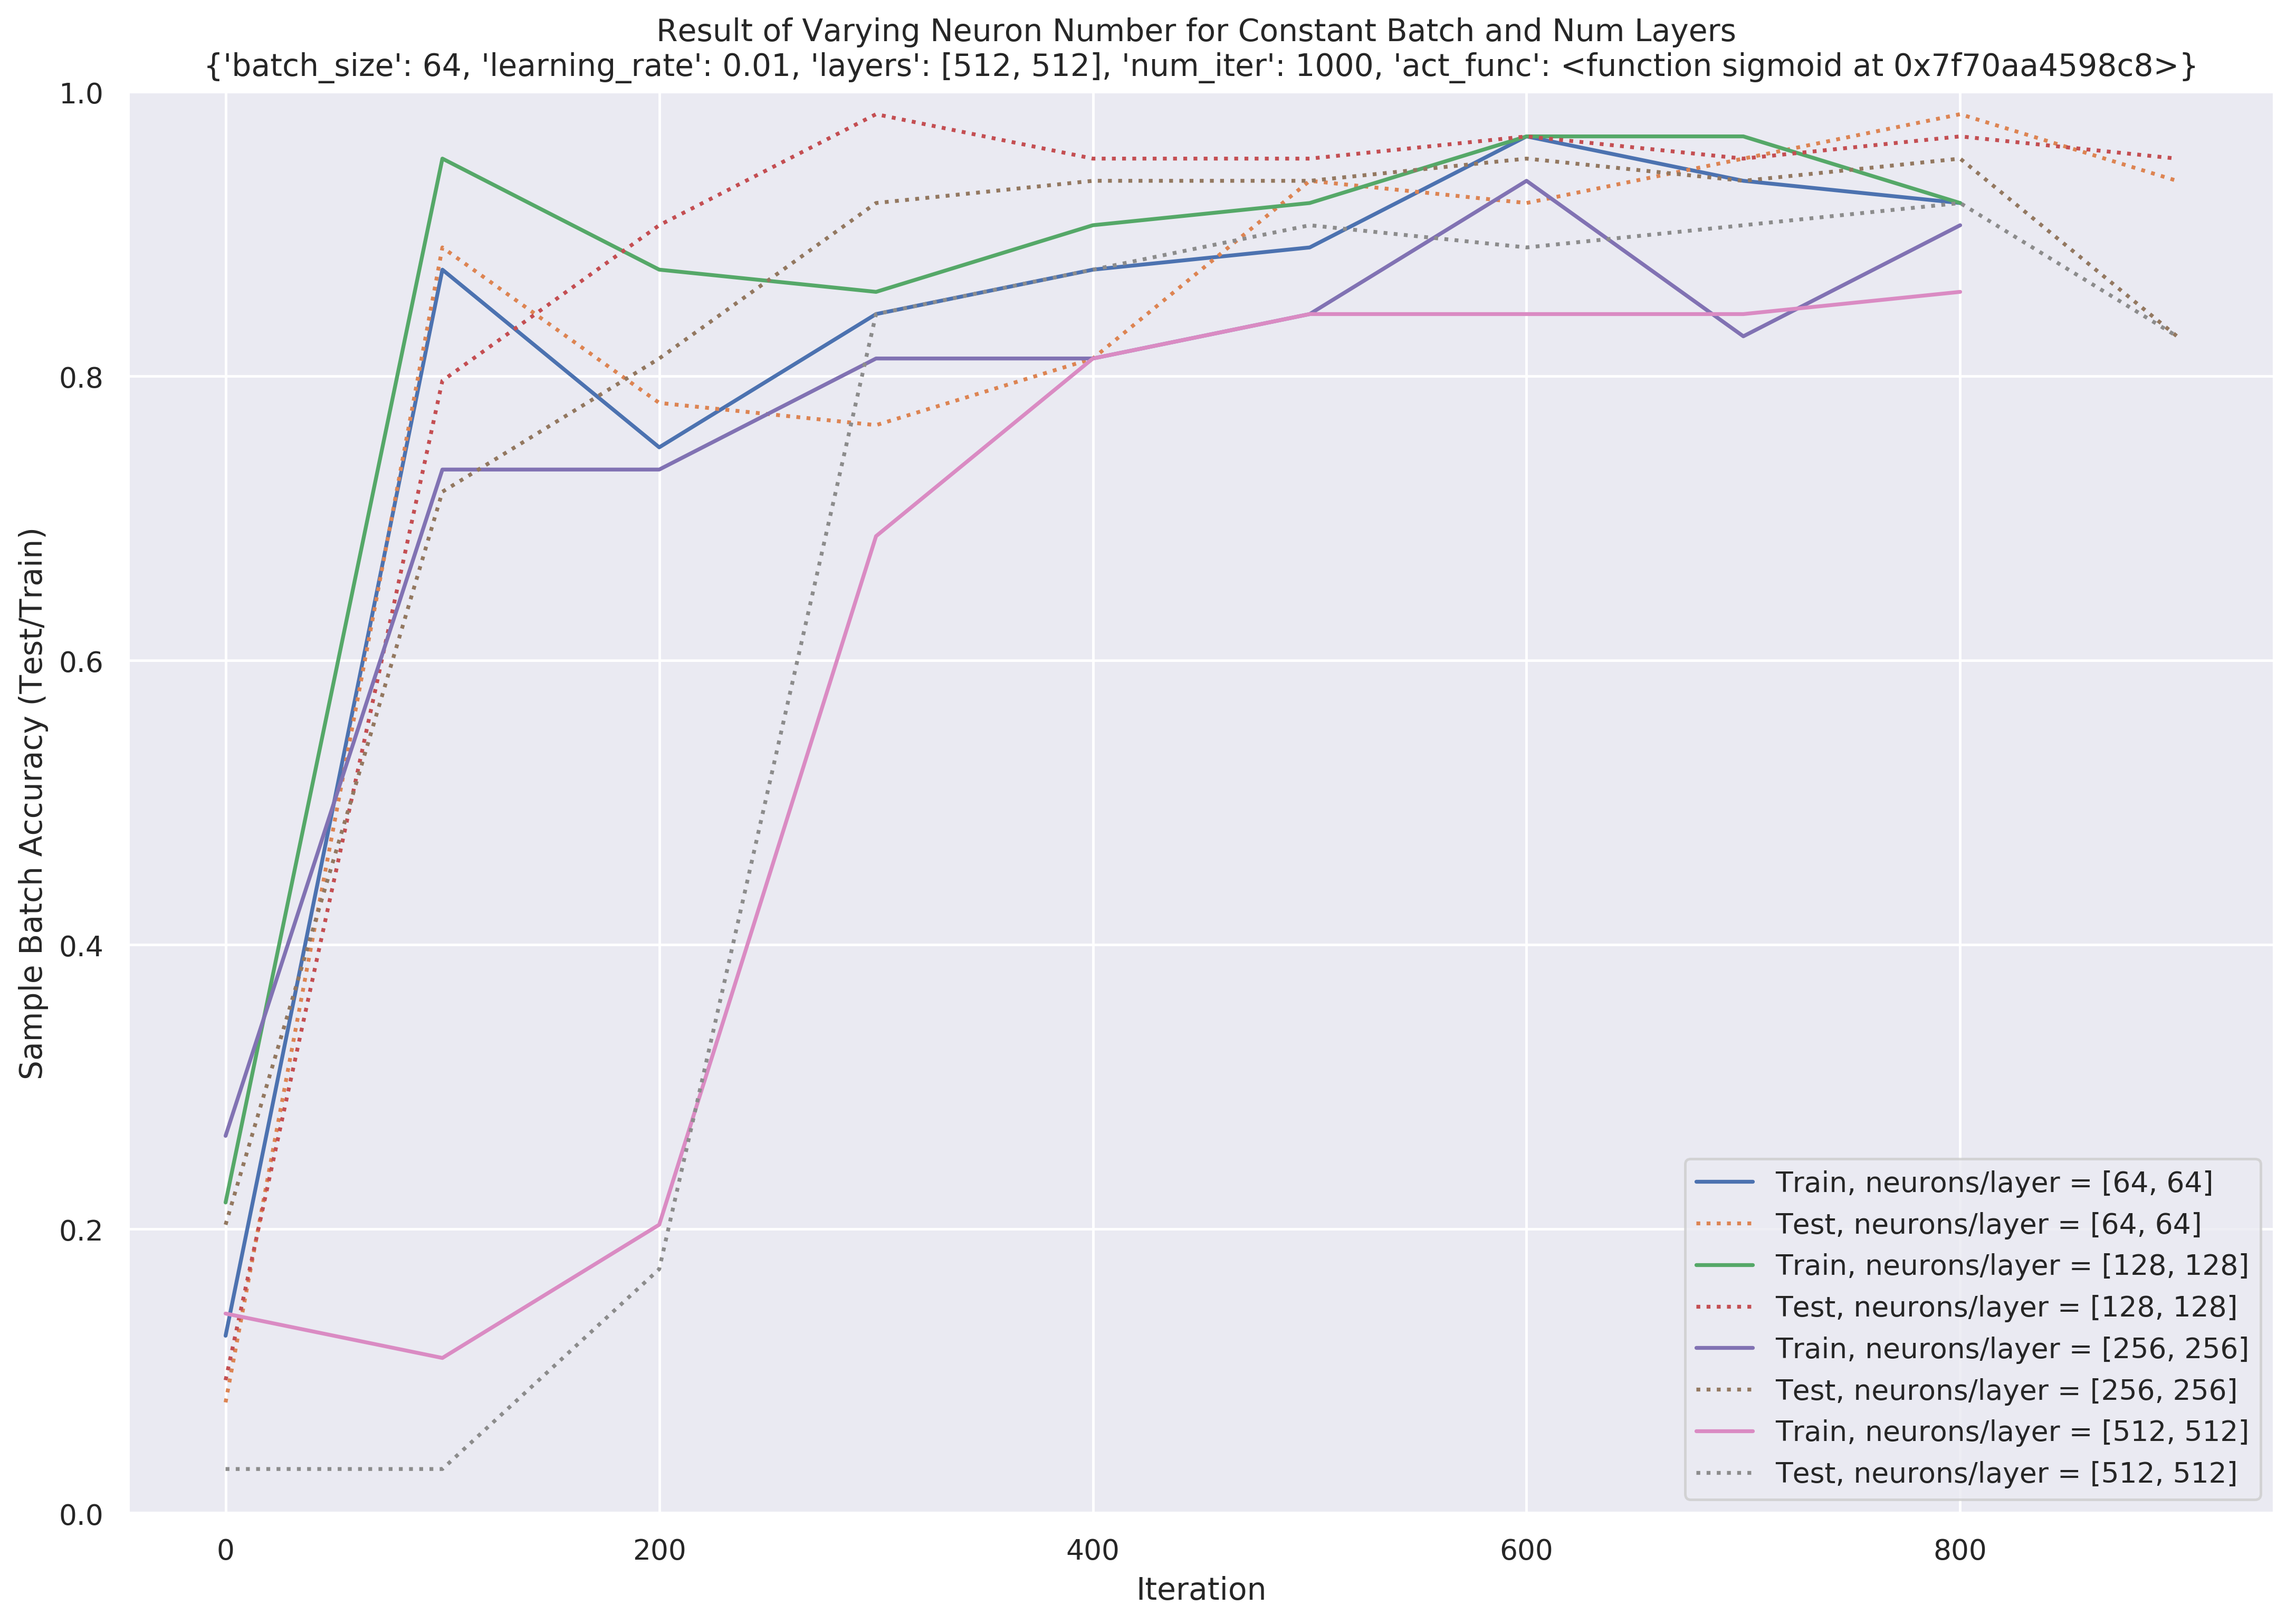 Result of Varying Neuron Number for Constant Batch and Num Layers
{'batch_size': 64, 'learning_rate': 0.01, 'layers': [512, 512], 'num_iter': 1000, 'act_func': <function sigmoid at 0x7f70aa4598c8>}
1.0
0.8
0.6
0.4
0.2
0.0
Sample Batch Accuracy (Test/Train)
Train, neurons/layer = [64, 64]
Test, neurons/layer = [64, 64]
Train, neurons/layer = [128, 128]
Test, neurons/layer = [128, 128]
Train, neurons/layer = [256, 256]
Test, neurons/layer = [256, 256]
Train, neurons/layer = [512, 512]
Test, neurons/layer = [512, 512]
0 200 400 600 800
Iteration